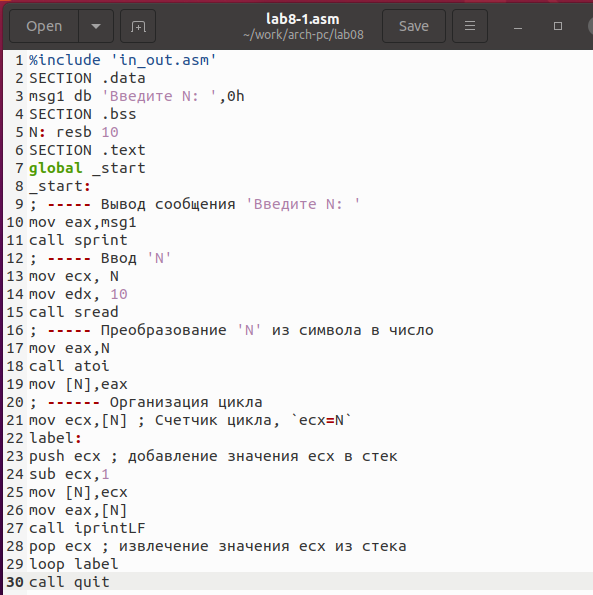 Open
lab8-1.asm
~/work/arch-pc/lab08
Save
1 %include 'in_out.asm'
2 SECTION .data
3 msg1 db 'Введите N: ',0h
4 SECTION .bss
5 N: resb 10
6 SECTION .text
7 global _start
8 _start:
9 ; ----- Вывод сообщения 'Введите N: '
10 mov eax,msg1
11 call sprint
12 ; ----- Ввод 'N'
13 mov ecx, N
14 mov edx, 10
15 call sread
16 ; ----- Преобразование 'N' из символа в число
17 mov eax,N
18 call atoi
19 mov [N],eax
20 ; ------ Организация цикла
21 mov ecx,[N] ; Счетчик цикла, `ecx=N`
22 label:
23 push ecx ; добавление значения ecx в стек
24 sub ecx,1
25 mov [N],ecx
26 mov eax,[N]
27 call iprintLF
28 pop ecx ; извлечение значения ecx из стека
29 loop label
30 call quit